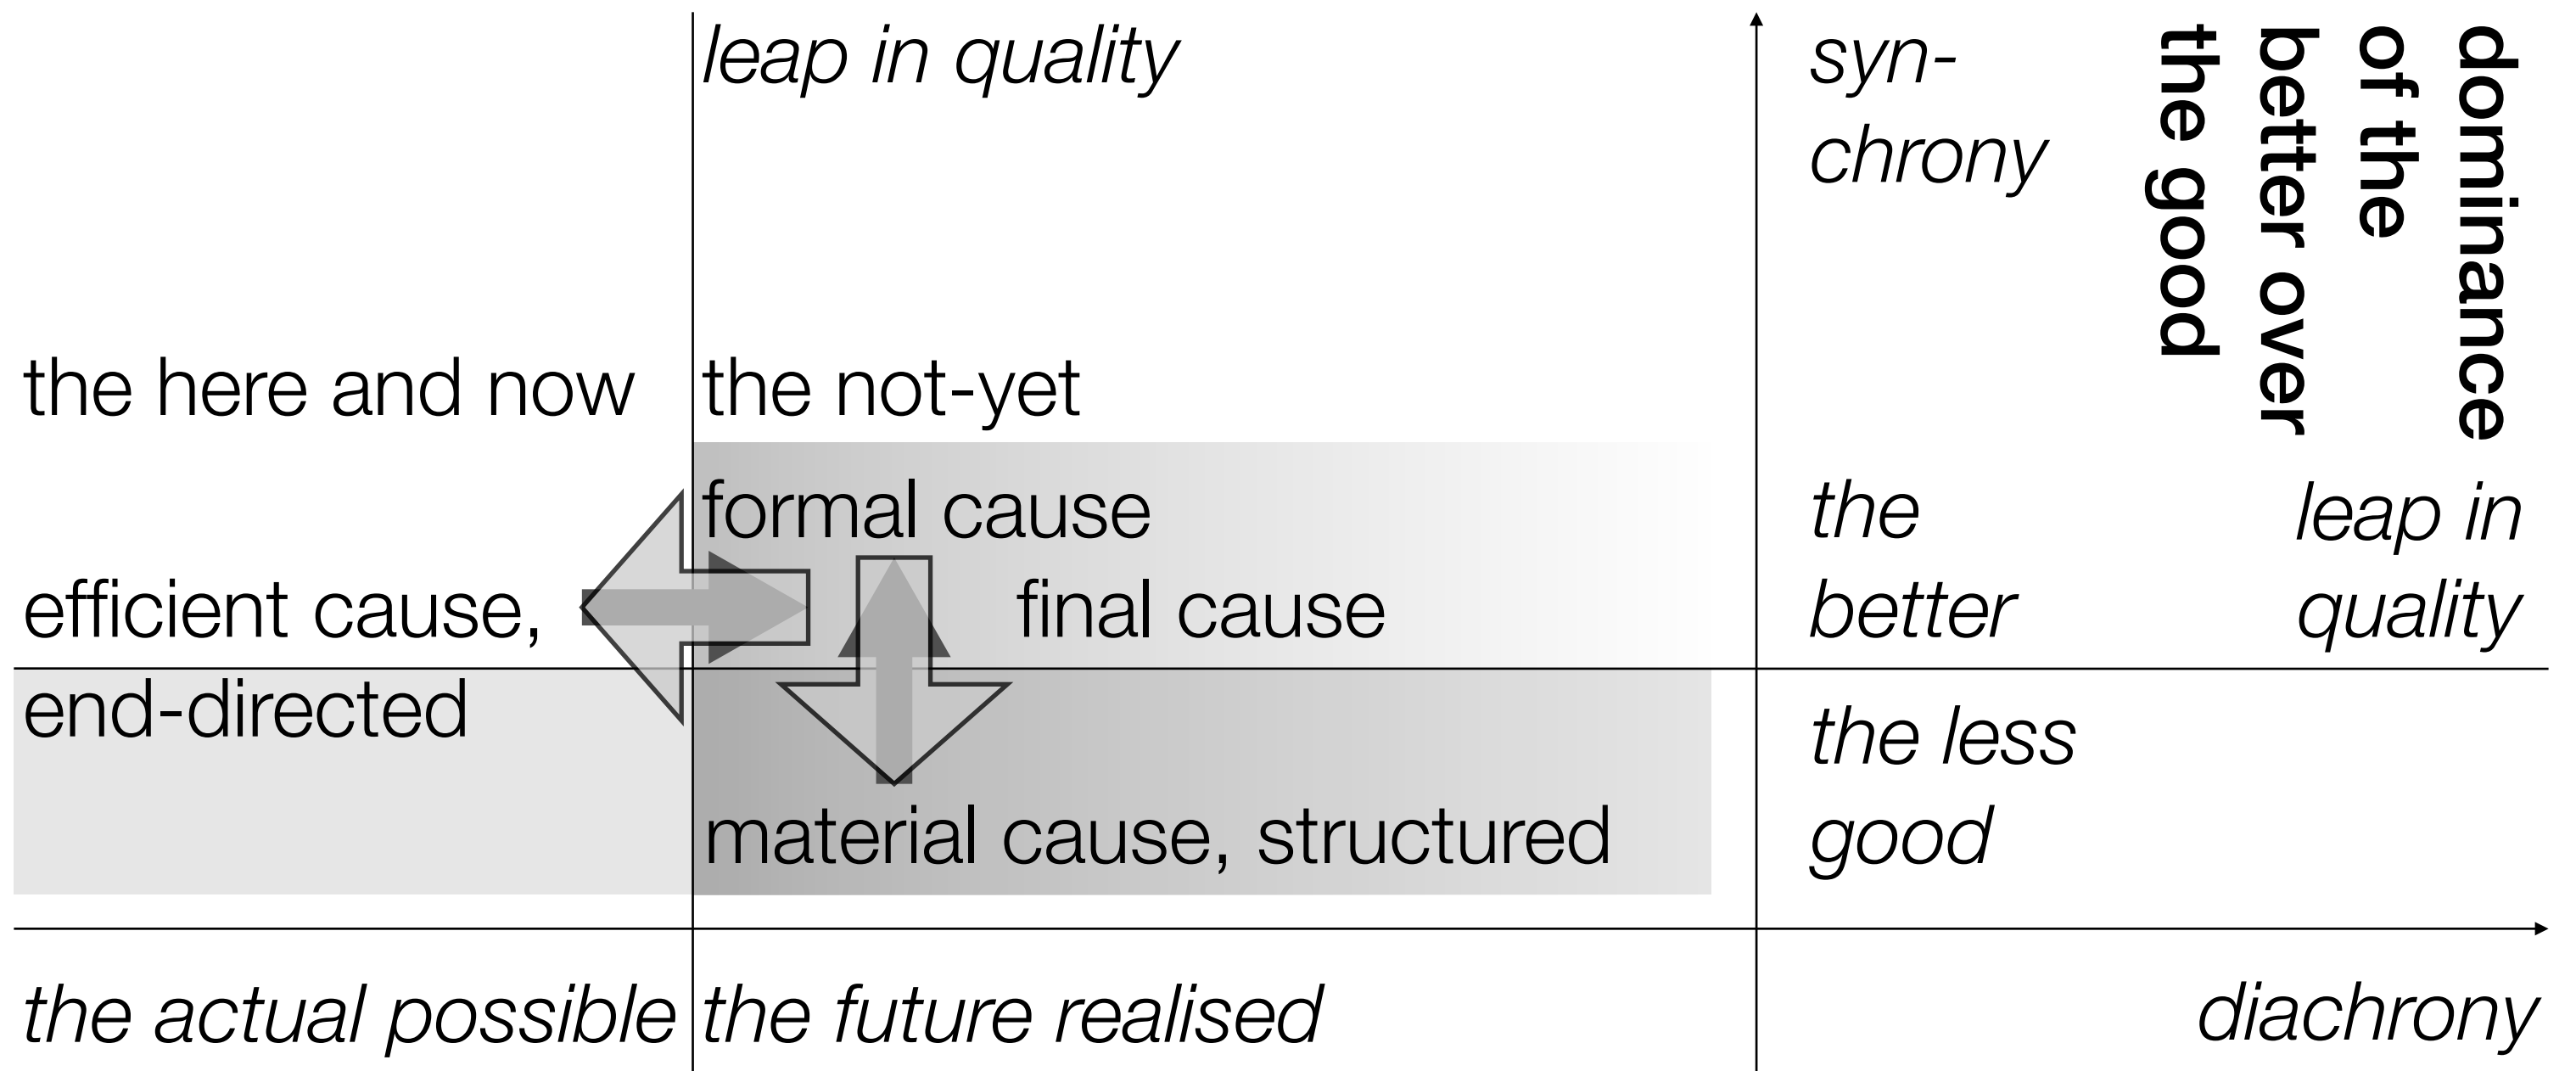 leap in quality
syn-
chrony
dominance
of the
better over
the good
the here and now
the not-yet
formal cause
final cause
efficient cause,
end-directed
material cause, structured
the
better
leap in
quality
the less
good
the actual possible
the future realised
diachrony